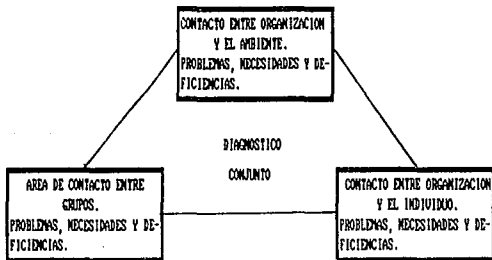 CONTACTO ENTRE ORGANIZACION
Y EL AMBIENTE.
PROBLEMAS, NECESIDADES Y DE-
FICIENCIAS.
DIAGNOSTICO
CONJUNTO
AREA DE CONTACTO ENTRE
GRUPOS.
PROBLEMAS, NECESIDADES Y DE-
FICIENCIAS.
CONTACTO ENTRE ORGANIZACION
Y EL INDIVIDUO.
PROBLEMAS, NECESIDADES Y DE-
FICIENCIAS.